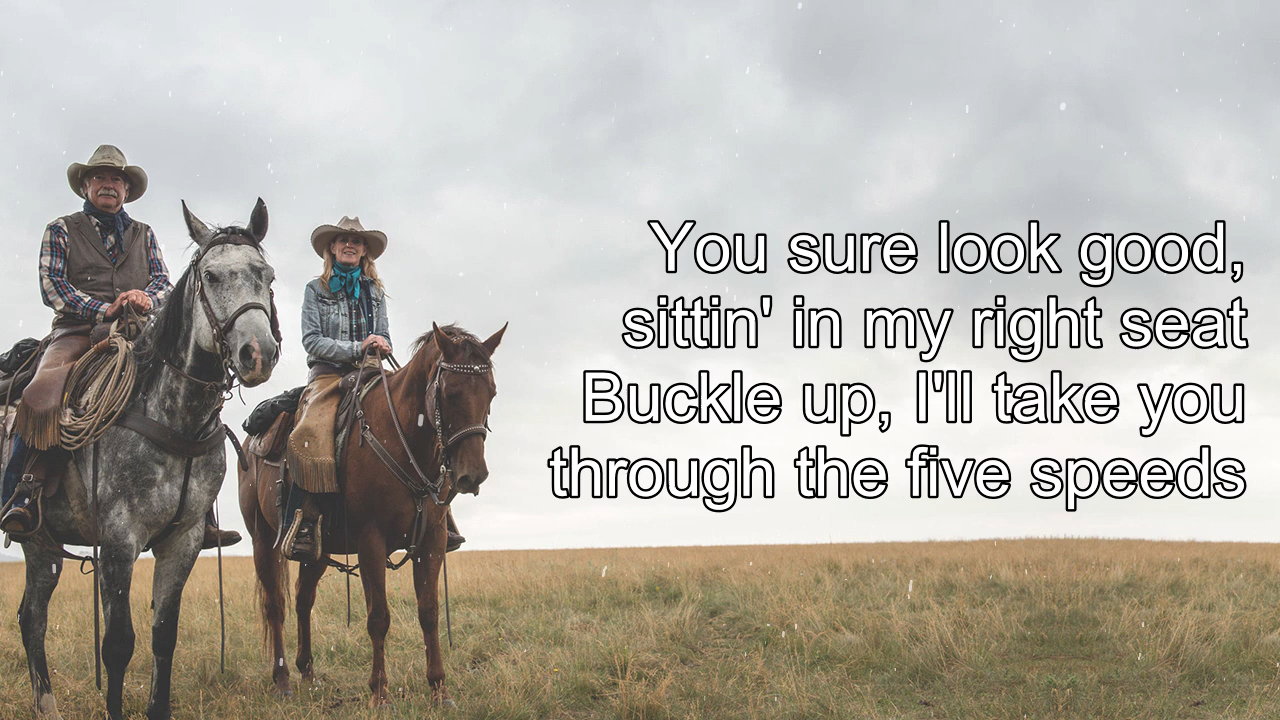 You sure look good,
sittin' in my right seat
Buckle up, I'll take you
through the five speeds